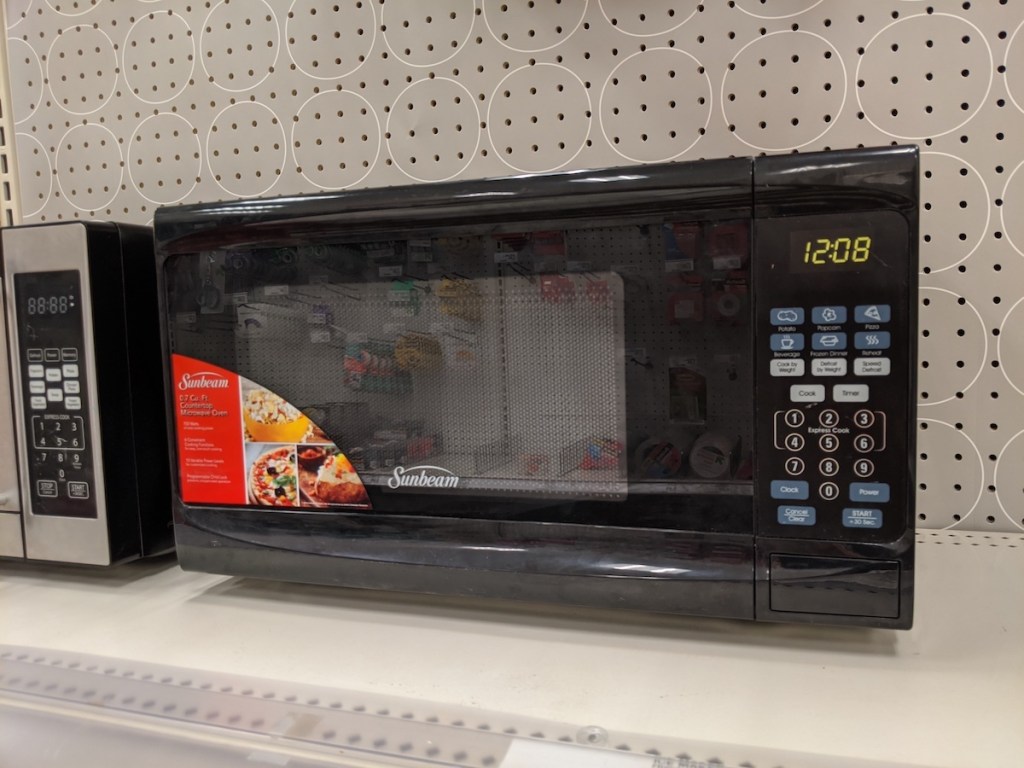 88:88
1 2 3
4 5 6
7 8 9
0
STOP
START
Sunbeam
0.7 Cu. Ft.
Countertop
Microwave Oven
Sunbeam
12:08
Potato Popcorn Pizza
Beverage Frozen Dinner Reheat
Cook by Weight
Defrost by Weight
Speed Defrost
Cook Timer
1 2 3
Express Cook
4 5 6
7 8 9
Clock 0 Power
Cancel
Clear
START
+30 Sec.